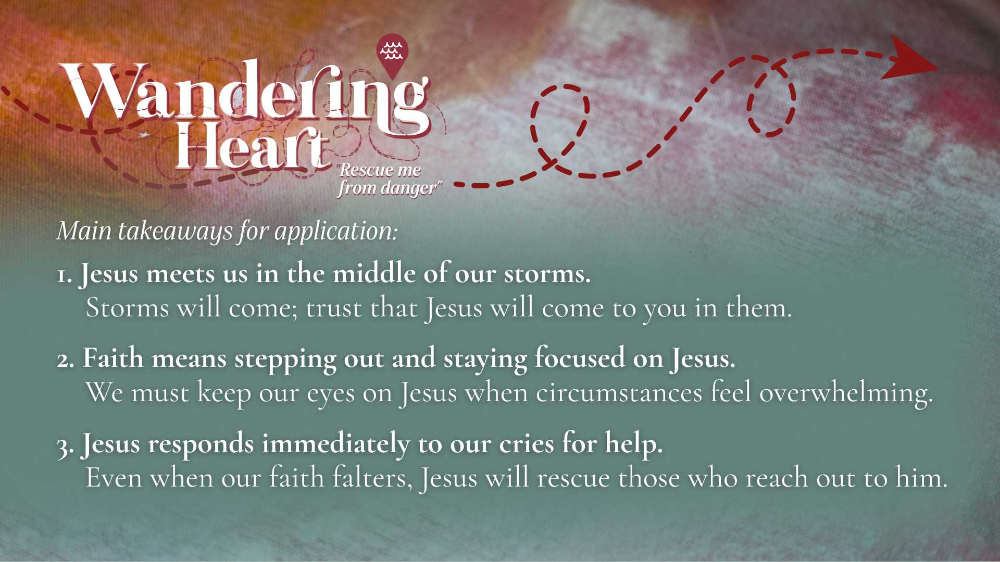 Wandering
Heart
"Rescue me
from danger"
Main takeaways for application:
1. Jesus meets us in the middle of our storms.
Storms will come; trust that Jesus will come to you in them.
2. Faith means stepping out and staying focused on Jesus.
We must keep our eyes on Jesus when circumstances feel overwhelming.
3. Jesus responds immediately to our cries for help.
Even when our faith falters, Jesus will rescue those who reach out to him.